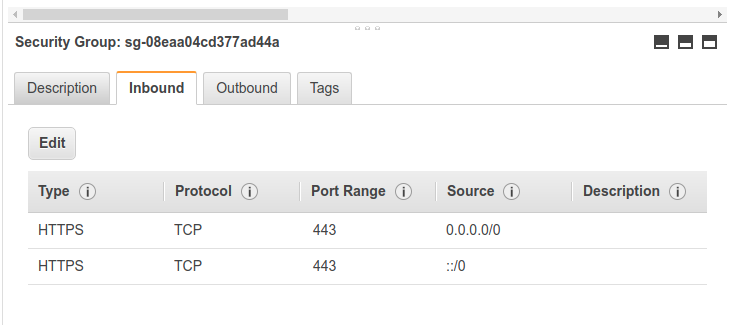 Security Group: sg-08eaa04cd377ad44a
Description Inbound Outbound Tags
Edit
Type i Protocol i Port Range i Source i Description i
HTTPS TCP 443 0.0.0.0/0
HTTPS TCP 443 ::/0